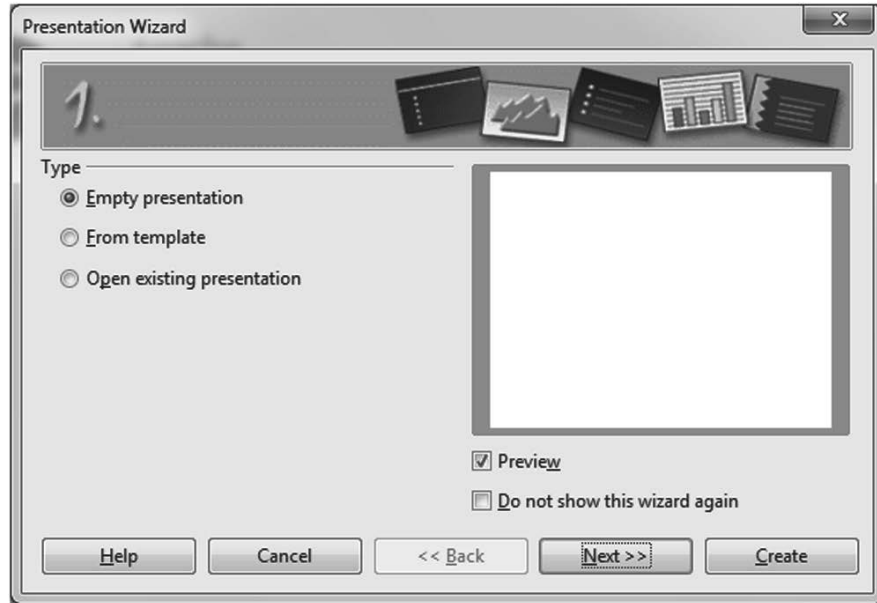 Presentation Wizard
1.
Type
Empty presentation
From template
Open existing presentation
Preview
Do not show this wizard again
Help
Cancel
<< Back
Next >>
Create